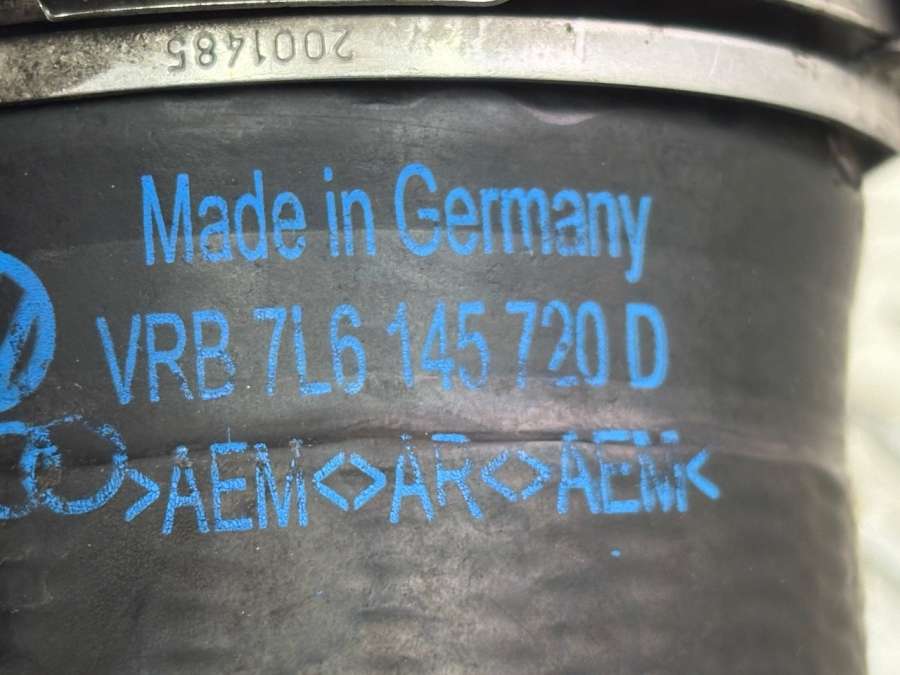 2001485
Made in Germany
VRB 7L6 145 720 D
>AEM<>AR<>AEM<